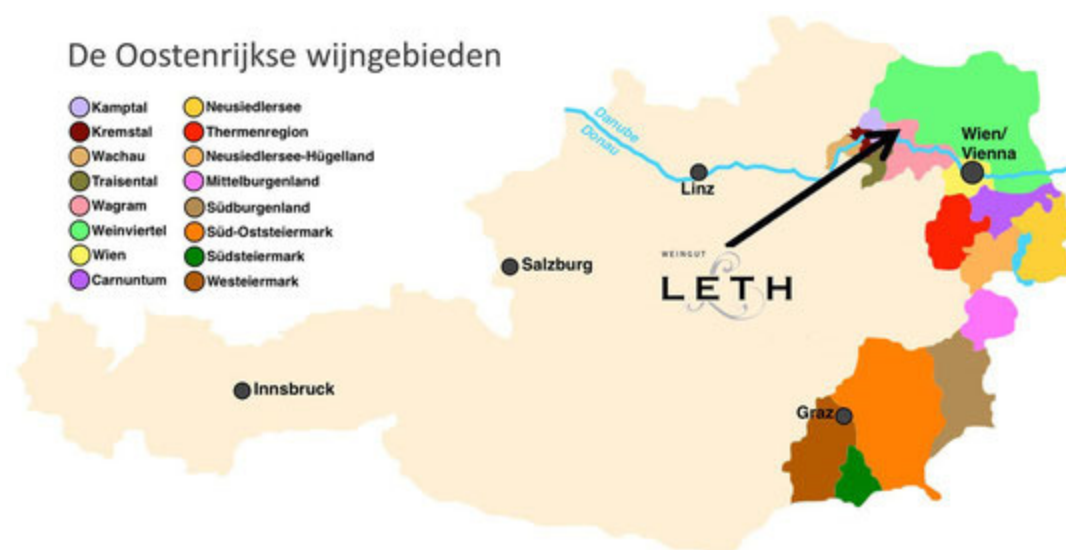 De Oostenrijkse wijngebieden
Kamptal
Kremstal
Wachau
Traisental
Wagram
Weinviertel
Wien
Carnuntum
Neusiedlersee
Thermenregion
Neusiedlersee-Hügelland
Mittelburgenland
Südburgenland
Süd-Oststeiermark
Südsteiermark
Westeiermark
Danube
Donau
Linz
Wien/
Vienna
Salzburg
WEINGUT
LETH
Innsbruck
Graz